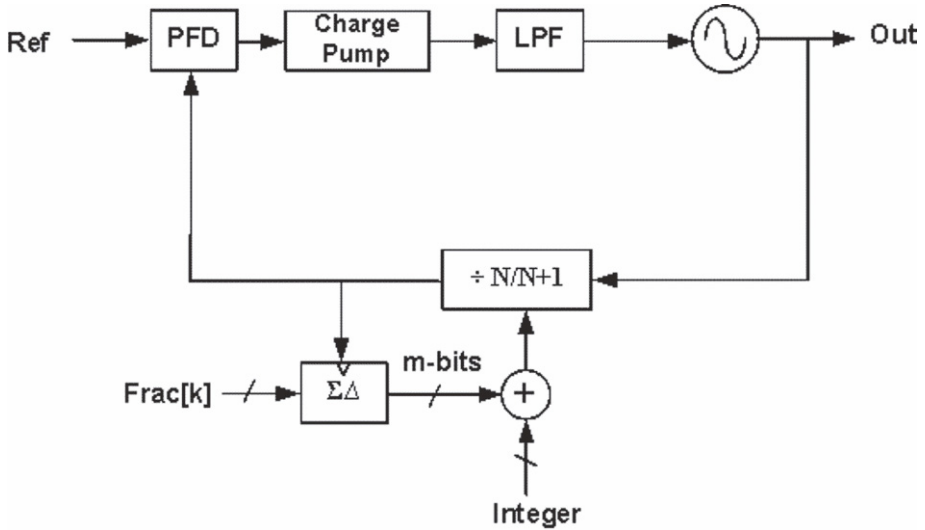 Ref
PFD
Charge
Pump
LPF
Out
÷ N/N+1
m-bits
Frac[k]
ΣΔ
+
Integer